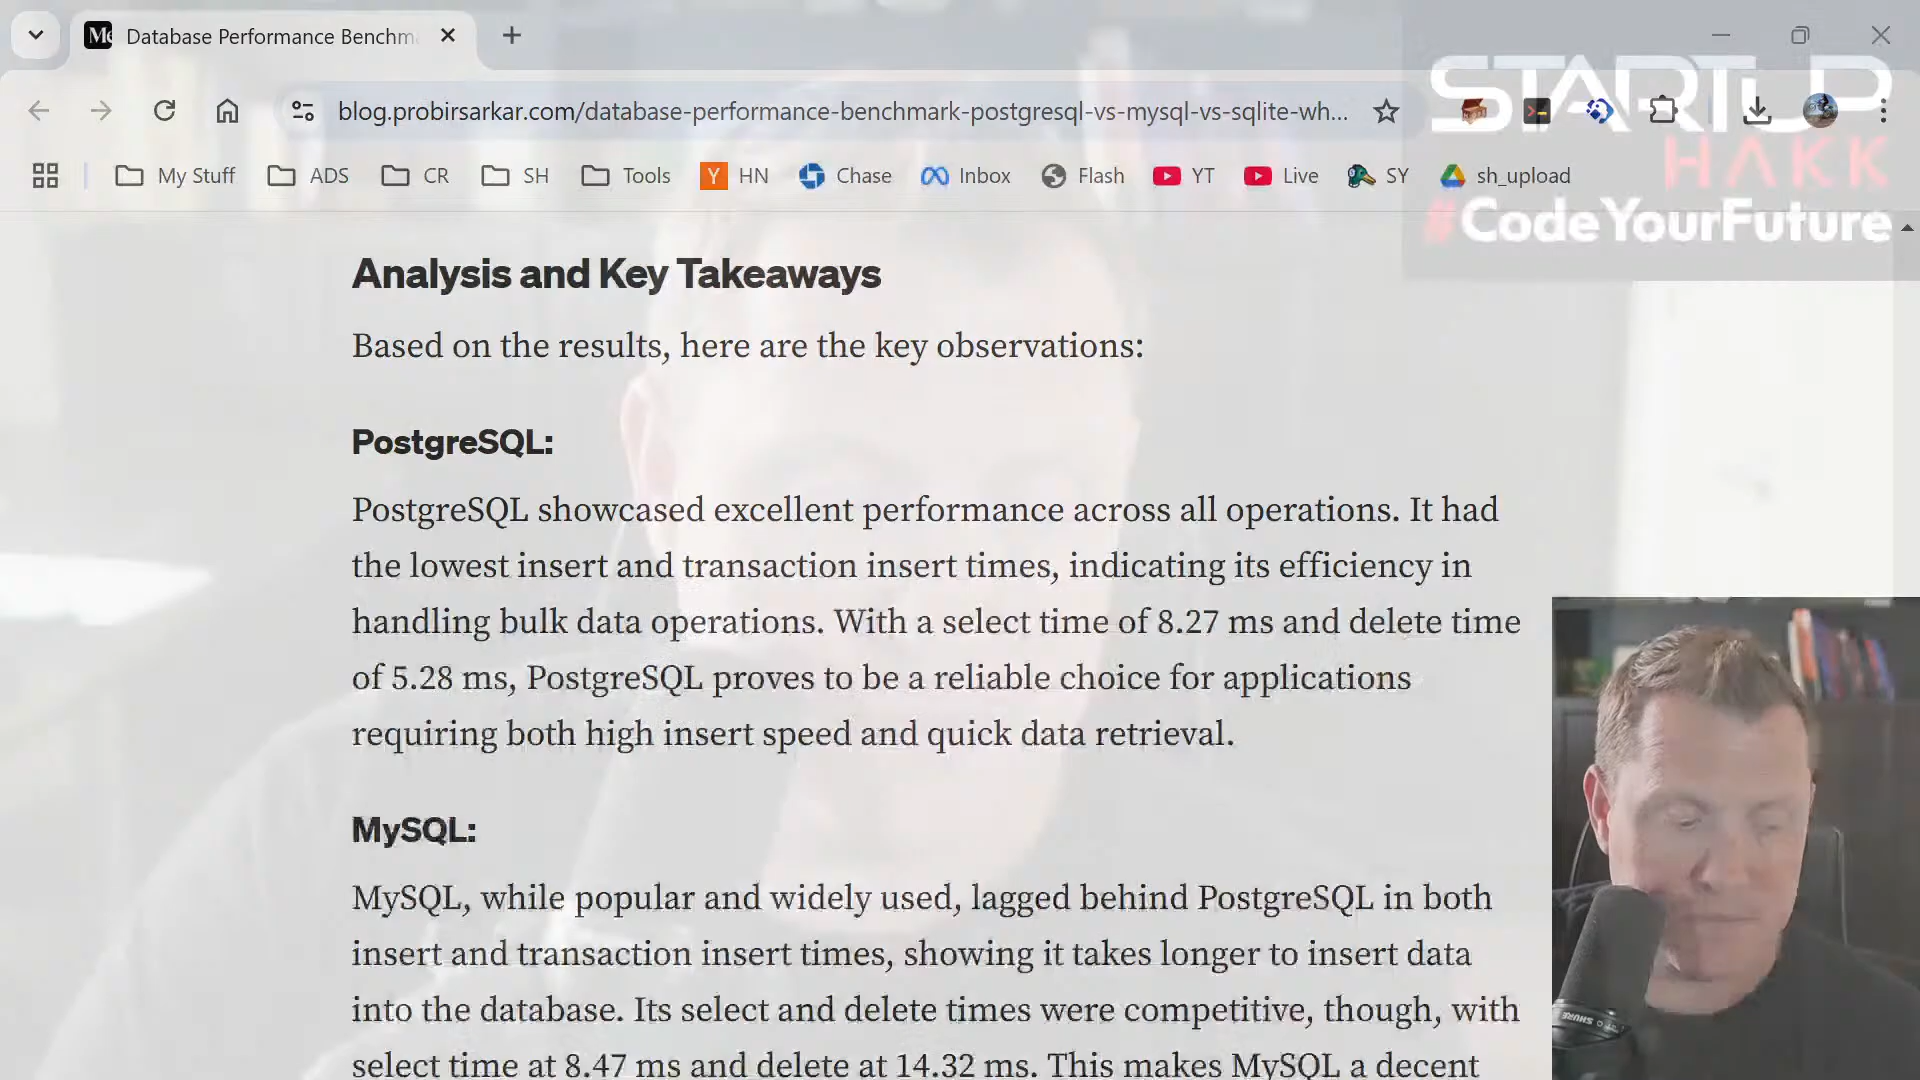 Me Database Performance Benchm
blog.probirsarkar.com/database-performance-benchmark-postgresql-vs-mysql-vs-sqlite-wh...
My Stuff ADS CR SH Tools Y HN Chase Inbox Flash YT Live SY sh_upload
STARTUP
HAKK
#CodeYourFuture
Analysis and Key Takeaways
Based on the results, here are the key observations:
PostgreSQL:
PostgreSQL showcased excellent performance across all operations. It had
the lowest insert and transaction insert times, indicating its efficiency in
handling bulk data operations. With a select time of 8.27 ms and delete time
of 5.28 ms, PostgreSQL proves to be a reliable choice for applications
requiring both high insert speed and quick data retrieval.
MySQL:
MySQL, while popular and widely used, lagged behind PostgreSQL in both
insert and transaction insert times, showing it takes longer to insert data
into the database. Its select and delete times were competitive, though, with
select time at 8.47 ms and delete at 14.32 ms. This makes MySQL a decent
SHURE